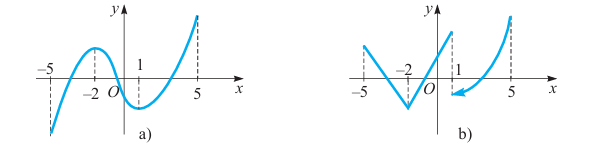 y y
–5 1 –2 1
–2 O 5 x –5 O 5 x
a) b)